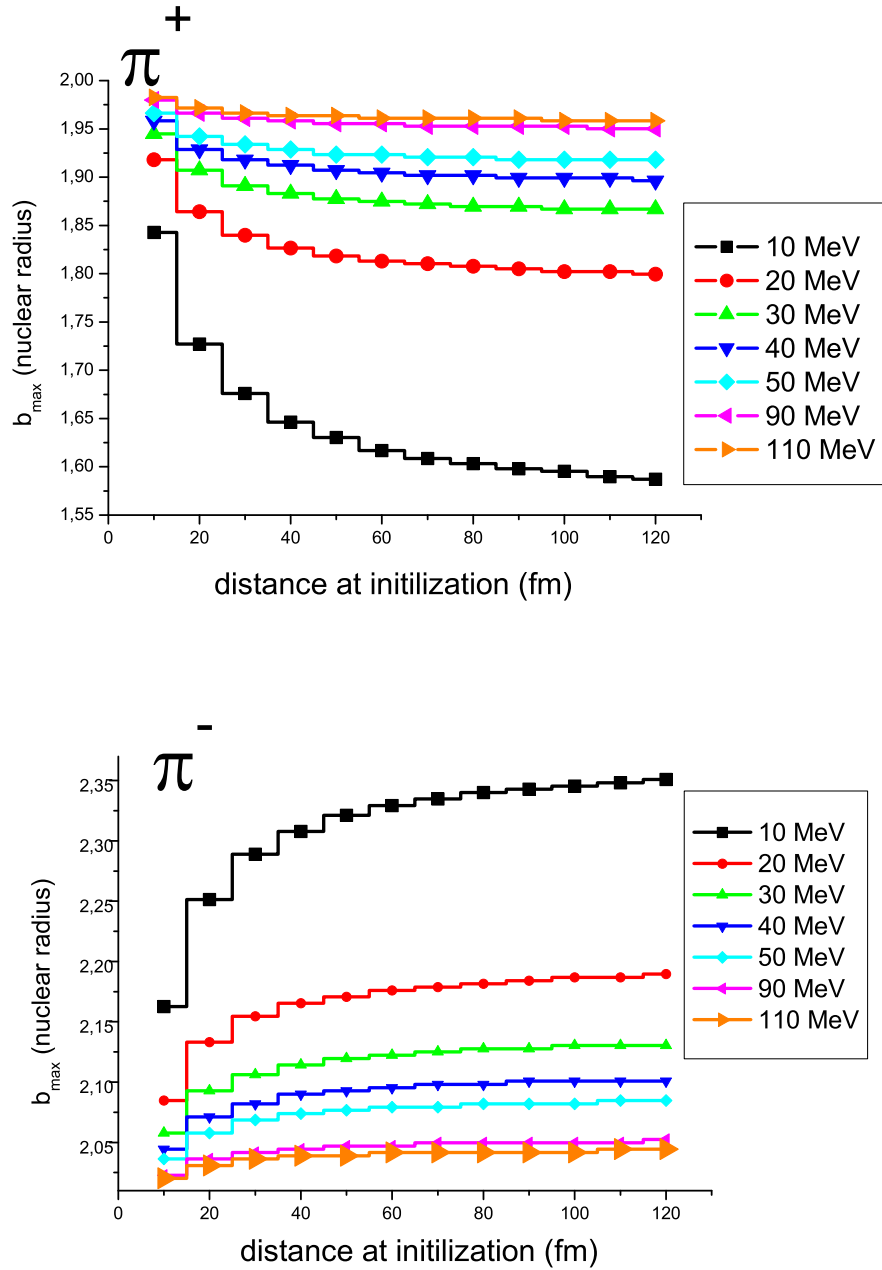 π+
2,00
1,95
1,90
1,85
1,80
1,75
1,70
1,65
1,60
1,55
b_max (nuclear radius)
0 20 40 60 80 100 120
distance at initilization (fm)
10 MeV
20 MeV
30 MeV
40 MeV
50 MeV
90 MeV
110 MeV
π-
2,35
2,30
2,25
2,20
2,15
2,10
2,05
b_max (nuclear radius)
0 20 40 60 80 100 120
distance at initilization (fm)
10 MeV
20 MeV
30 MeV
40 MeV
50 MeV
90 MeV
110 MeV